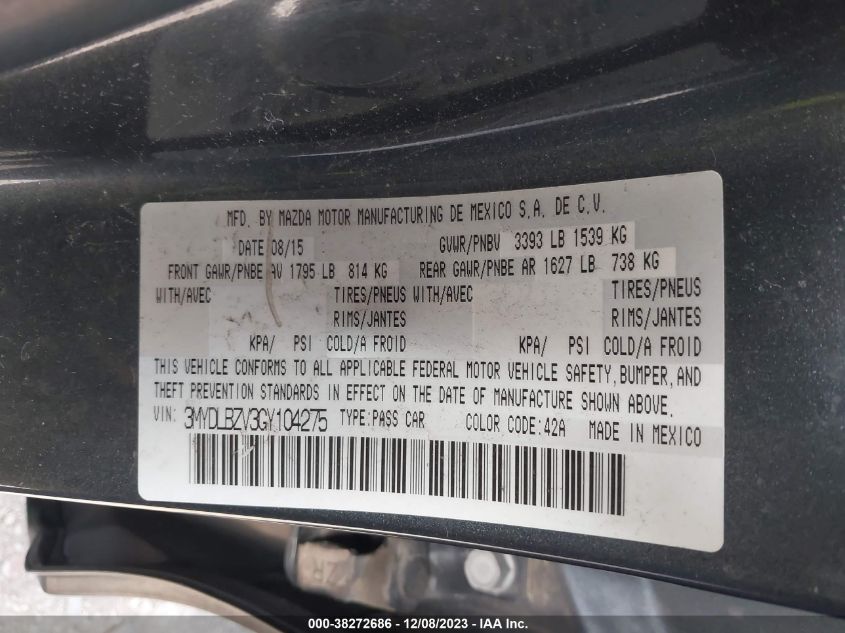 MFD. BY MAZDA MOTOR MANUFACTURING DE MEXICO S.A. DE C.V.
DATE 08/15 GVWR/PNBV 3393 LB 1539 KG
FRONT GAWR/PNBE AV 1795 LB 814 KG REAR GAWR/PNBE AR 1627 LB 738 KG
WITH/AVEC TIRES/PNEUS WITH/AVEC TIRES/PNEUS
RIMS/JANTES RIMS/JANTES
KPA/ PSI COLD/A FROID KPA/ PSI COLD/A FROID
THIS VEHICLE CONFORMS TO ALL APPLICABLE FEDERAL MOTOR VEHICLE SAFETY, BUMPER, AND
THEFT PREVENTION STANDARDS IN EFFECT ON THE DATE OF MANUFACTURE SHOWN ABOVE.
VIN: 3MYDLBZV3GY104275 TYPE:PASS CAR COLOR CODE:42A MADE IN MEXICO
ZR
000-38272686 - 12/08/2023 - IAA Inc.